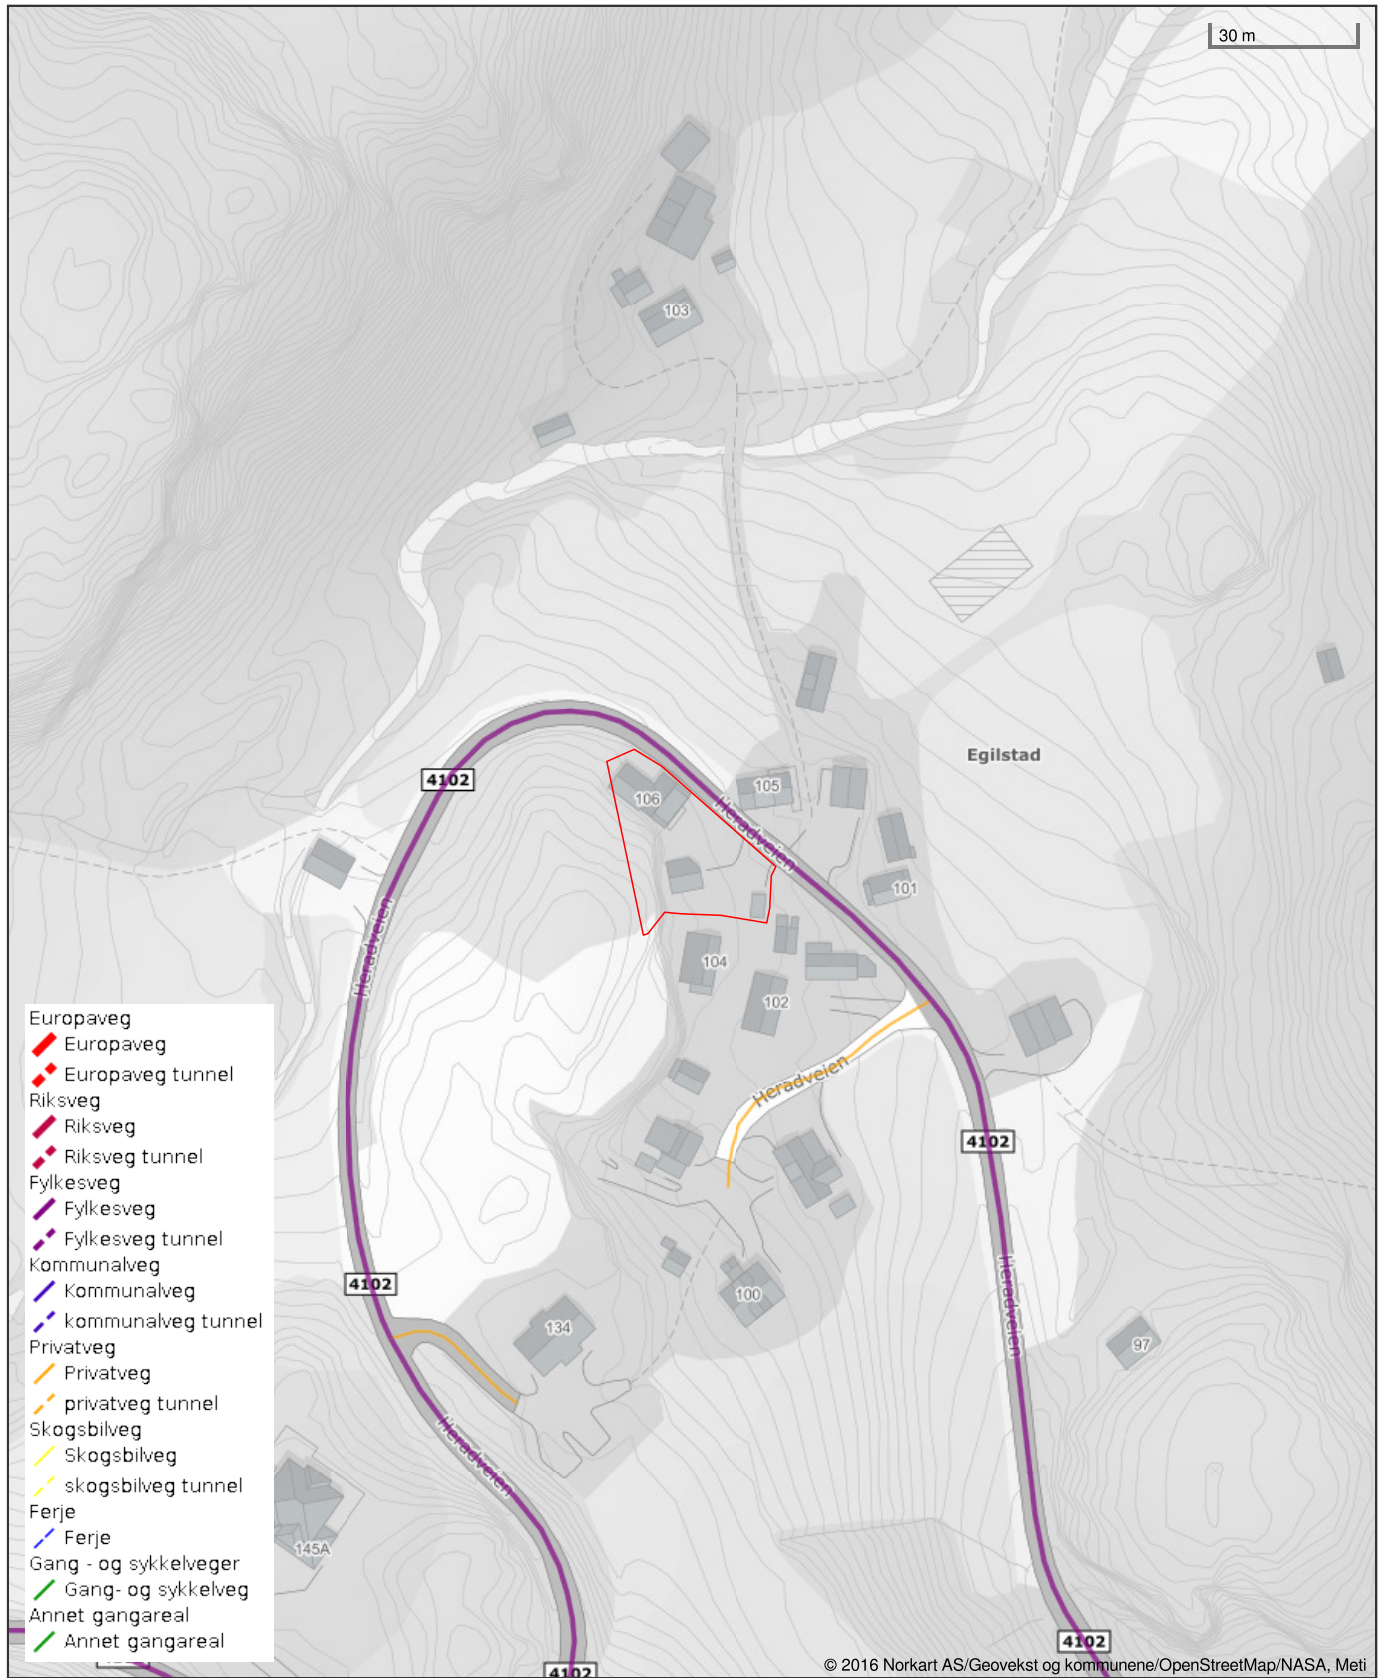 30 m
103
Egilstad
4102
105
106
Heradveien
101
Heradveien
104
102
Heradveien
4102
4102
Heradveien
100
134
97
Heradveien
145A
4102
4102
Europaveg
Europaveg
Europaveg tunnel
Riksveg
Riksveg
Riksveg tunnel
Fylkesveg
Fylkesveg
Fylkesveg tunnel
Kommunalveg
Kommunalveg
kommunalveg tunnel
Privatveg
Privatveg
privatveg tunnel
Skogsbilveg
Skogsbilveg
skogsbilveg tunnel
Ferje
Ferje
Gang - og sykkelveger
Gang- og sykkelveg
Annet gangareal
Annet gangareal
© 2016 Norkart AS/Geovekst og kommunene/OpenStreetMap/NASA, Meti